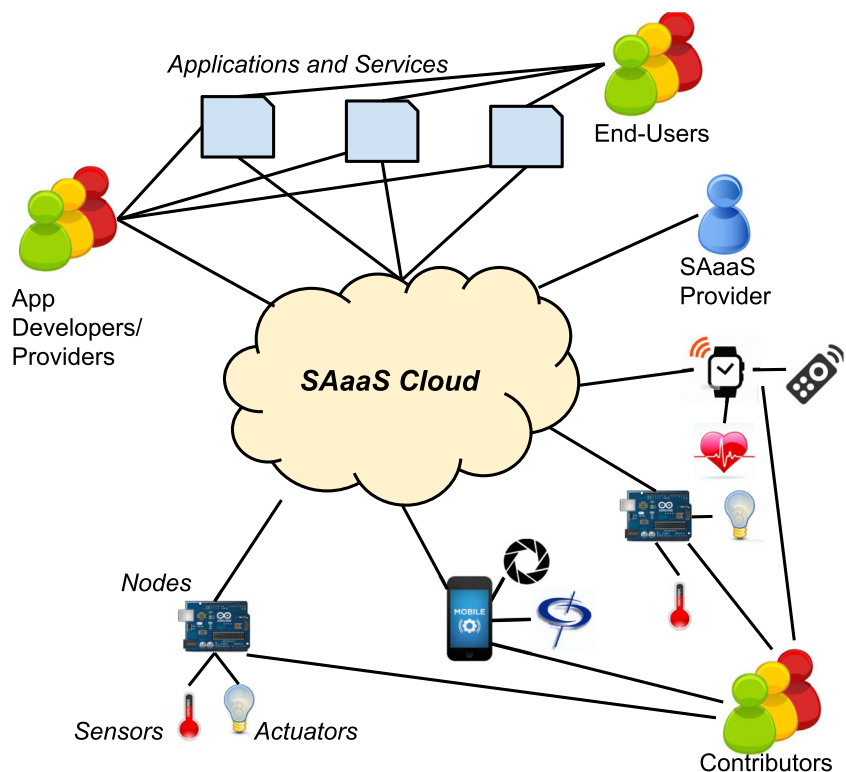 Applications and Services
End-Users
SAaaS
Provider
App
Developers/
Providers
SAaaS Cloud
Nodes
MOBILE
Sensors
Actuators
Contributors